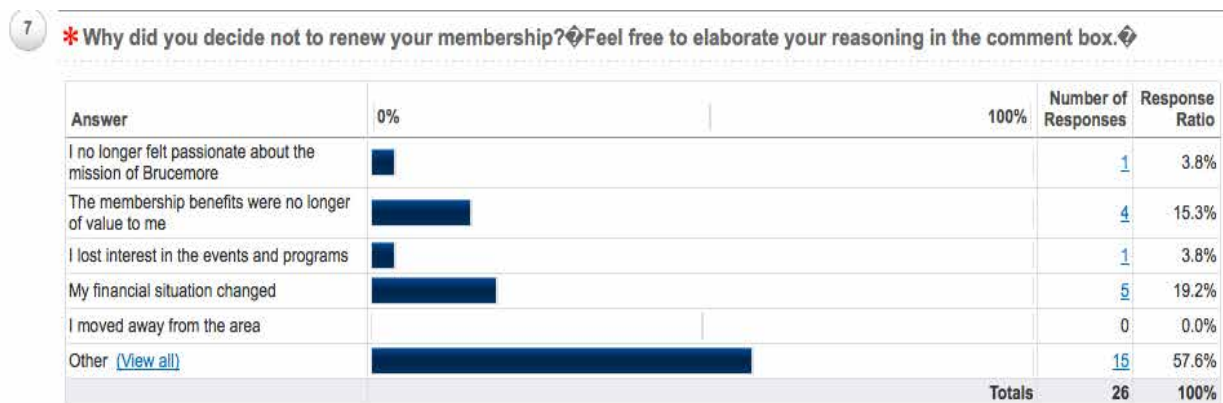 7
* Why did you decide not to renew your membership?�Feel free to elaborate your reasoning in the comment box.�
Answer 0% 100% Number of Responses Response Ratio
I no longer felt passionate about the
mission of Brucemore 1 3.8%
The membership benefits were no longer
of value to me 4 15.3%
I lost interest in the events and programs 1 3.8%
My financial situation changed 5 19.2%
I moved away from the area 0 0.0%
Other (View all) 15 57.6%
Totals 26 100%